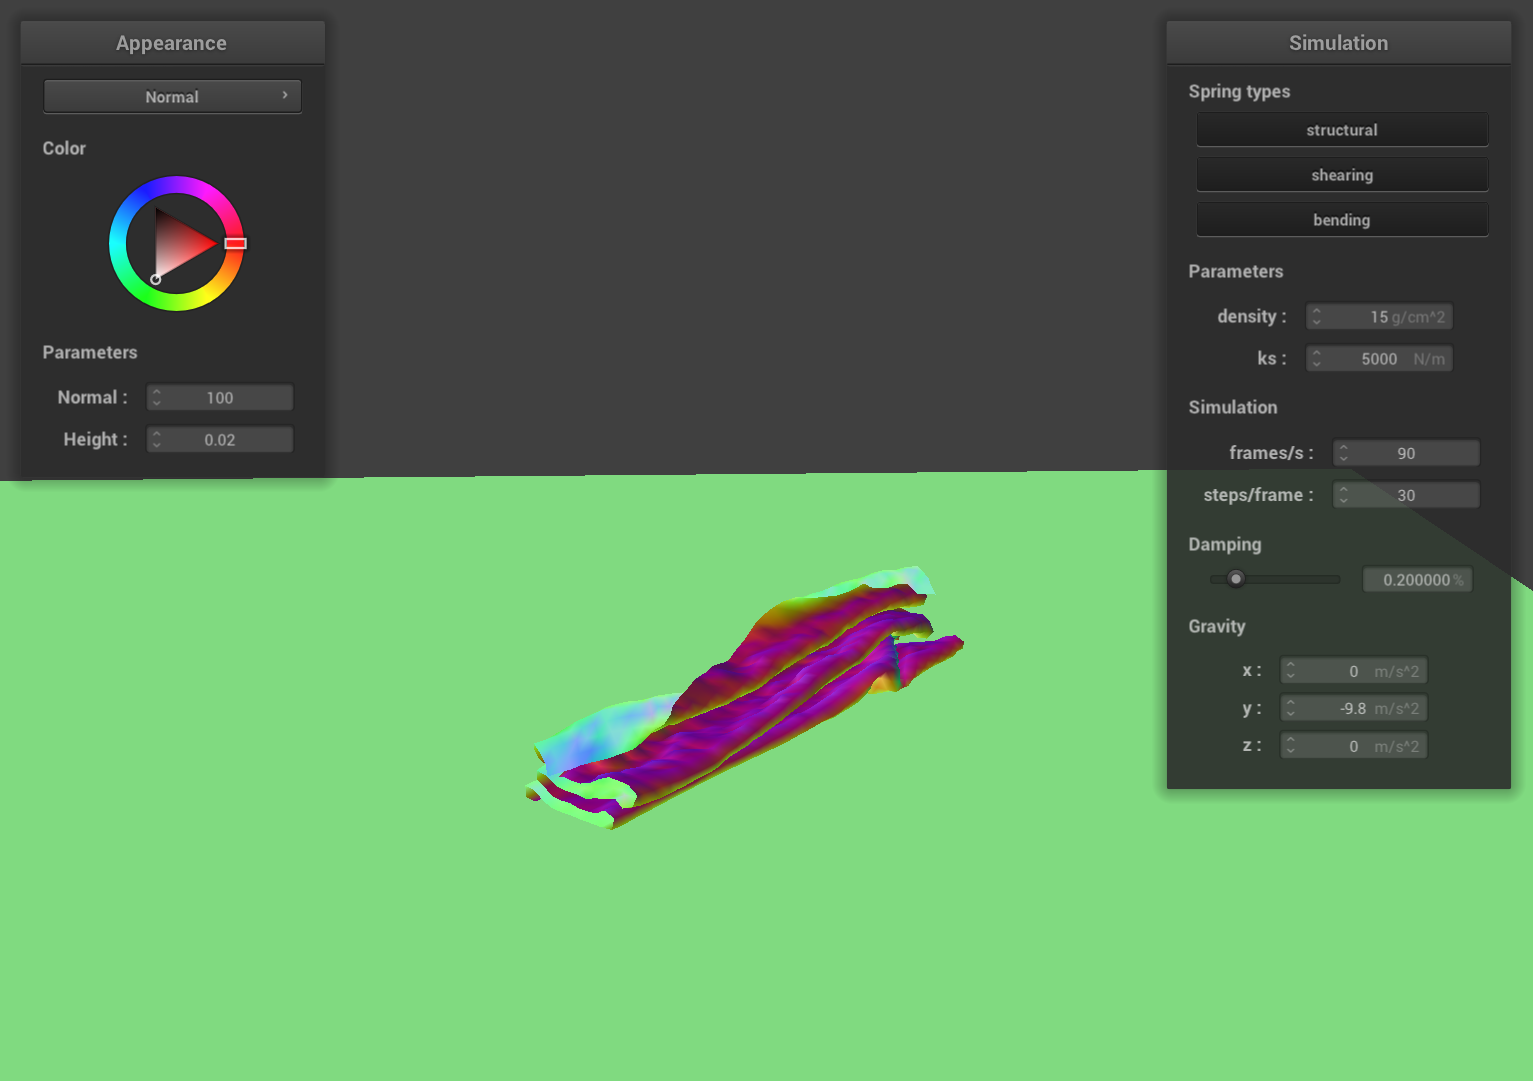 Appearance
Normal
Color
Parameters
Normal : 100
Height : 0.02
Simulation
Spring types
structural
shearing
bending
Parameters
density : 15 g/cm^2
ks : 5000 N/m
Simulation
frames/s : 90
steps/frame : 30
Damping
0.200000 %
Gravity
x : 0 m/s^2
y : -9.8 m/s^2
z : 0 m/s^2